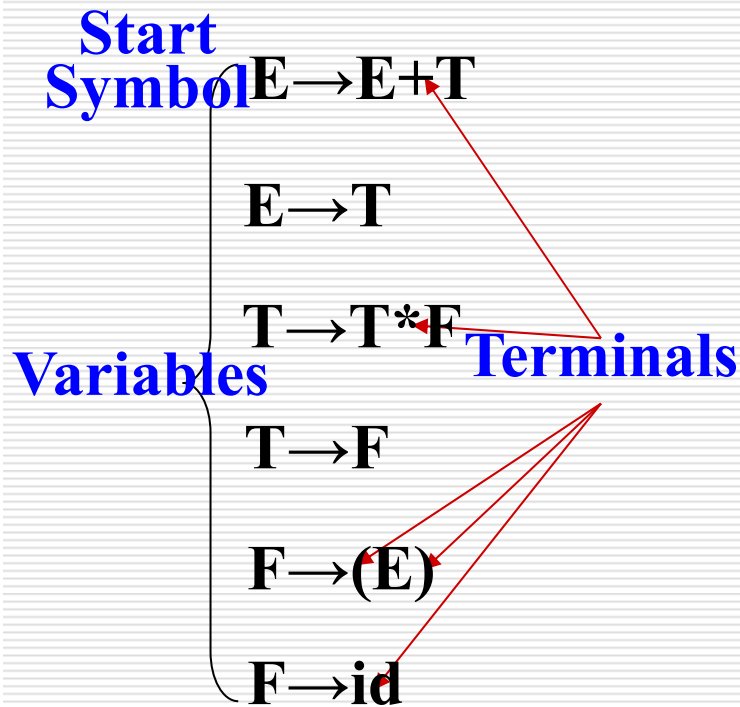 Start
Symbol
E→E+T
E→T
T→T*F
Terminals
Variables
T→F
F→(E)
F→id